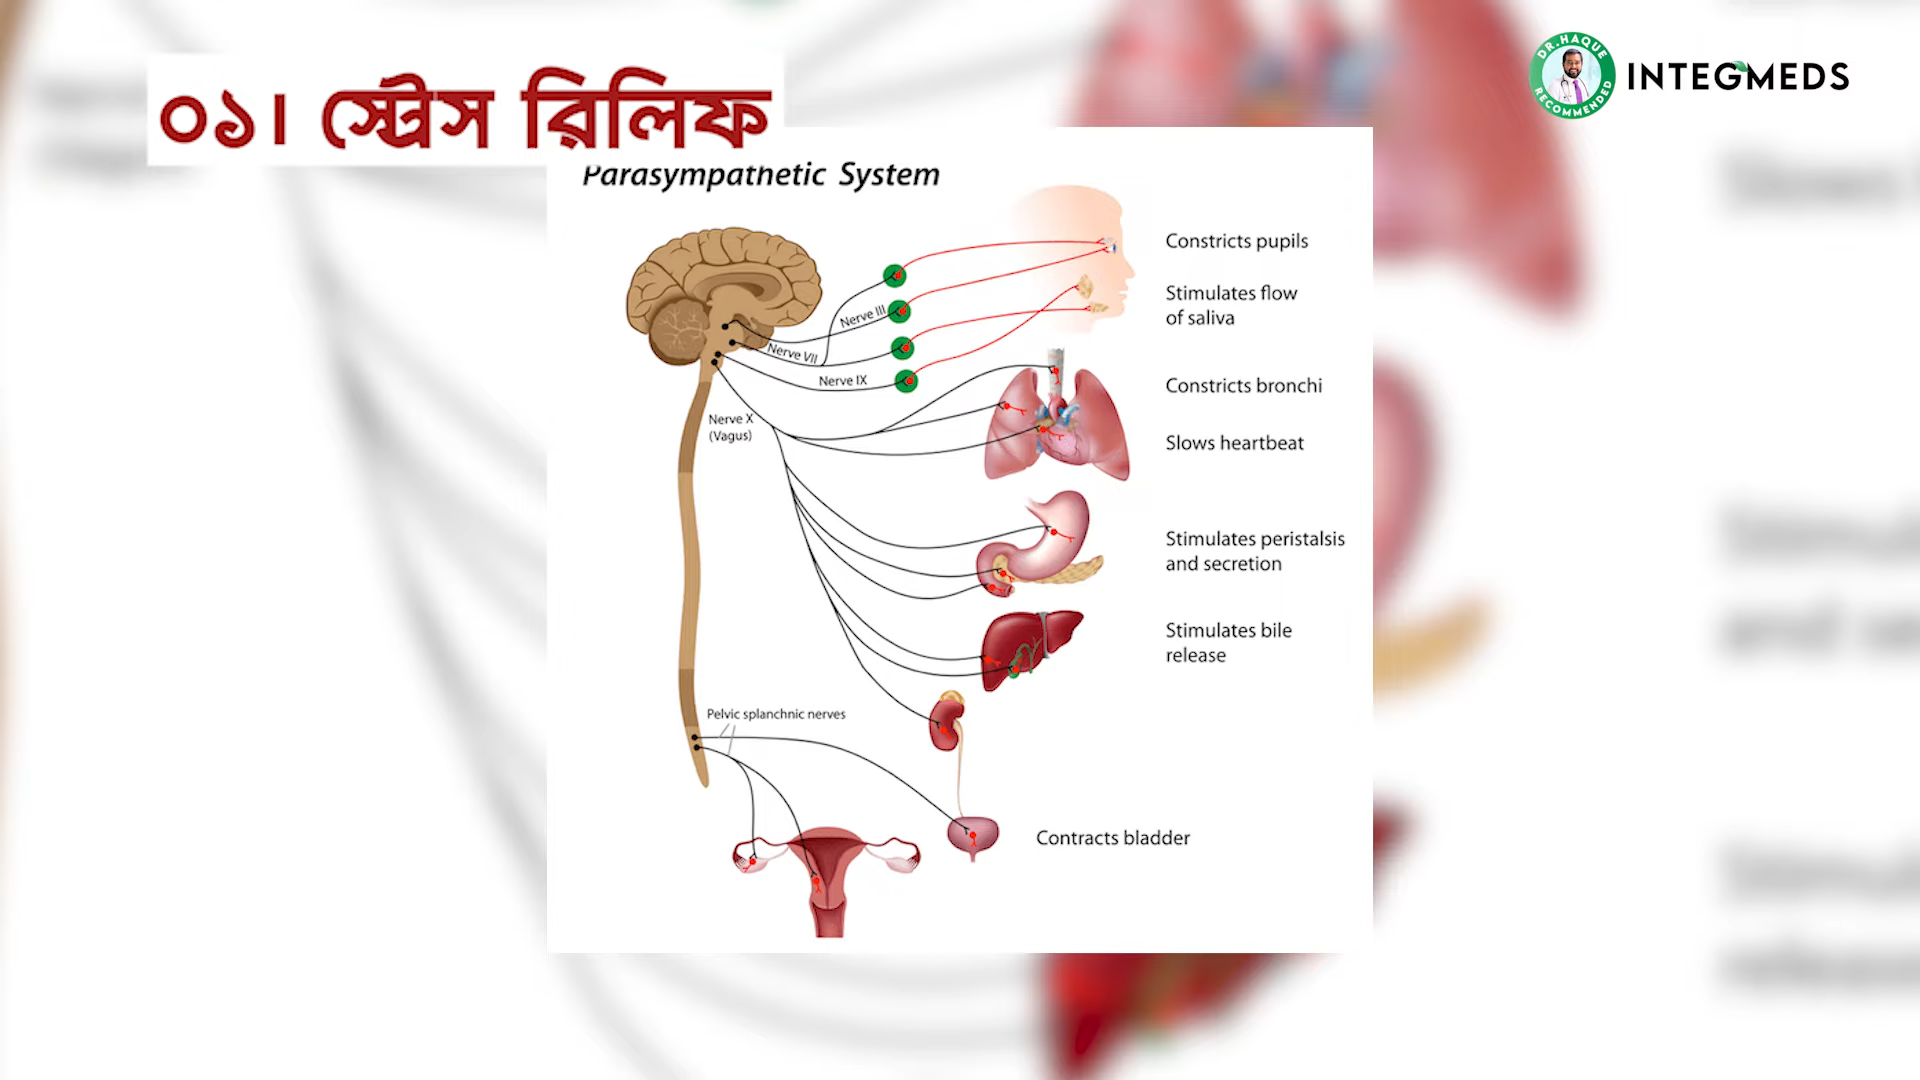 ০১। স্ট্রেস রিলিফ
DR.HAQUE
RECOMMENDED
INTEGMEDS
Parasympathetic System
Constricts pupils
Stimulates flow
of saliva
Nerve III
Nerve VII
Nerve IX
Constricts bronchi
Nerve X
(Vagus)
Slows heartbeat
Stimulates peristalsis
and secretion
Stimulates bile
release
Pelvic splanchnic nerves
Contracts bladder